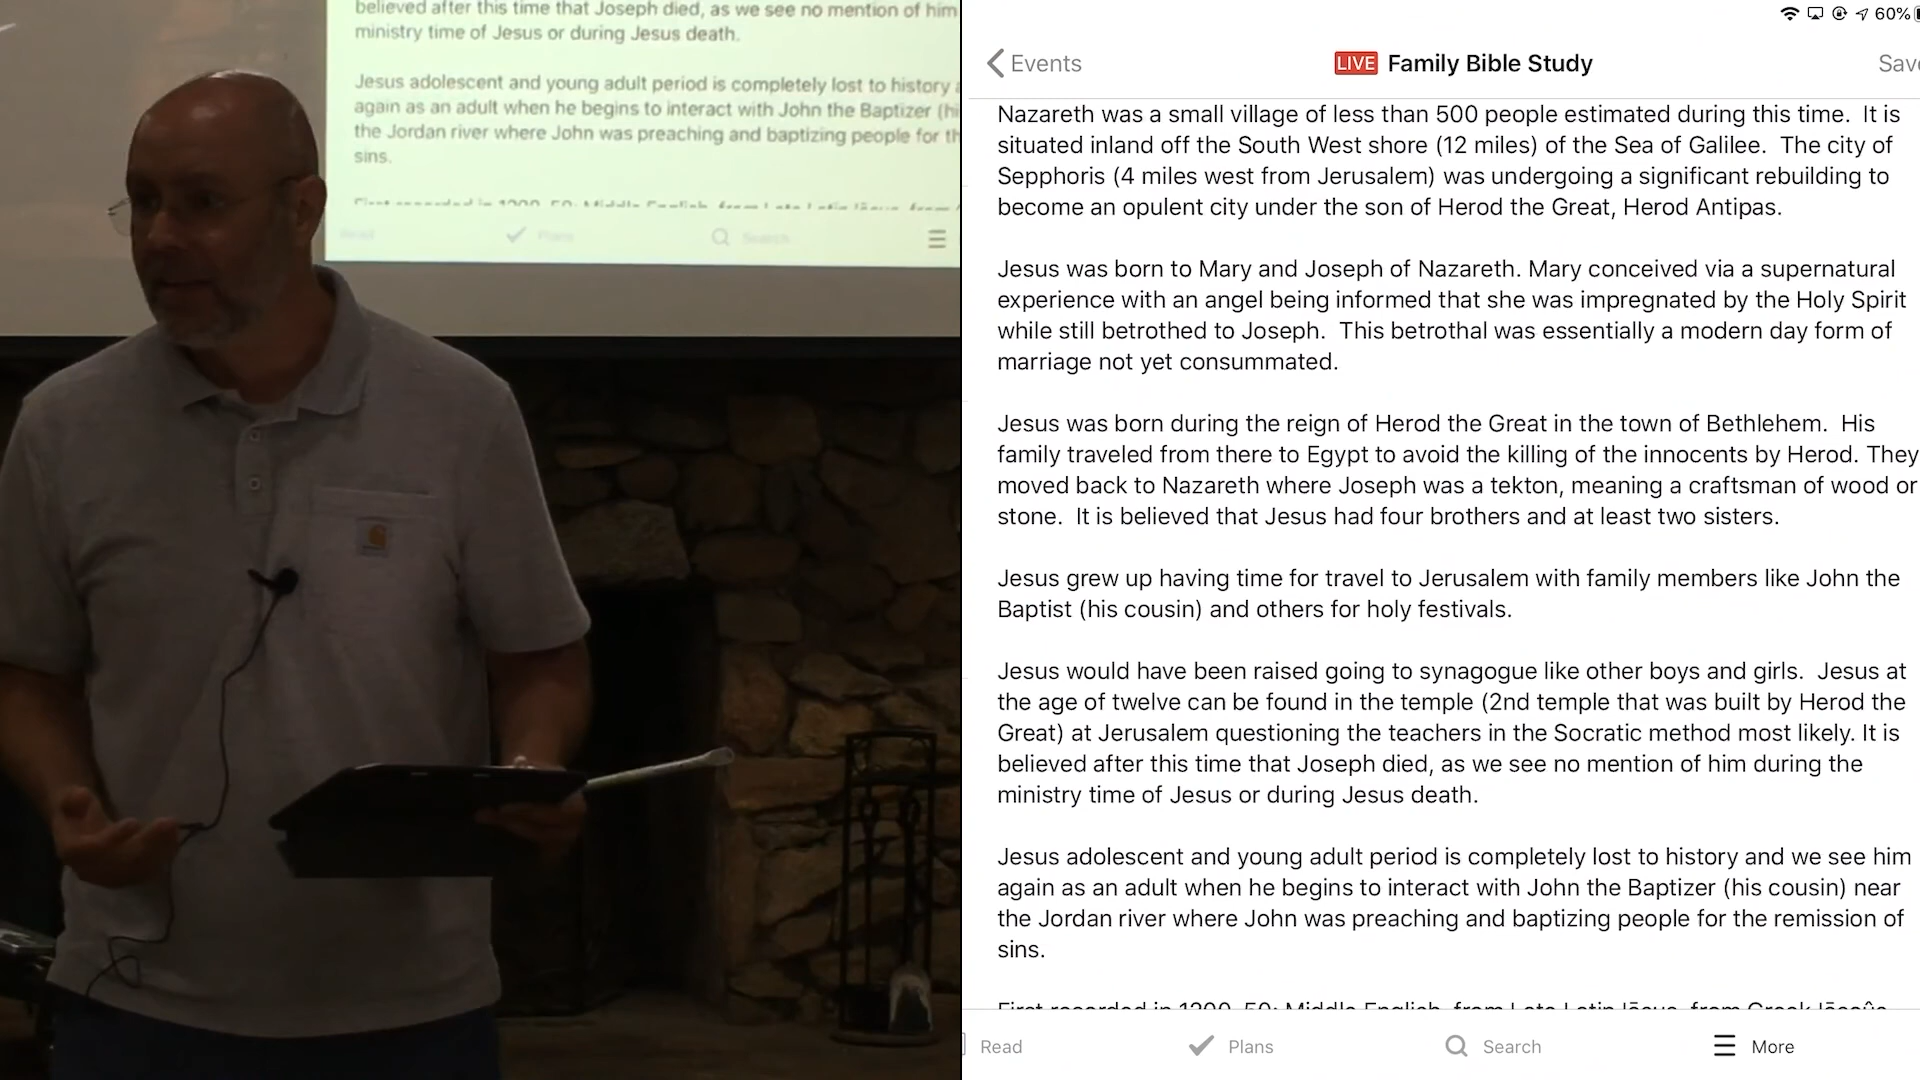 believed after this time that Joseph died, as we see no mention of him
ministry time of Jesus or during Jesus death.
Jesus adolescent and young adult period is completely lost to history
again as an adult when he begins to interact with John the Baptizer (hi
the Jordan river where John was preaching and baptizing people for th
sins.
Read Plans Search
60%
Events LIVE Family Bible Study Save
Nazareth was a small village of less than 500 people estimated during this time. It is
situated inland off the South West shore (12 miles) of the Sea of Galilee. The city of
Sepphoris (4 miles west from Jerusalem) was undergoing a significant rebuilding to
become an opulent city under the son of Herod the Great, Herod Antipas.
Jesus was born to Mary and Joseph of Nazareth. Mary conceived via a supernatural
experience with an angel being informed that she was impregnated by the Holy Spirit
while still betrothed to Joseph. This betrothal was essentially a modern day form of
marriage not yet consummated.
Jesus was born during the reign of Herod the Great in the town of Bethlehem. His
family traveled from there to Egypt to avoid the killing of the innocents by Herod. They
moved back to Nazareth where Joseph was a tekton, meaning a craftsman of wood or
stone. It is believed that Jesus had four brothers and at least two sisters.
Jesus grew up having time for travel to Jerusalem with family members like John the
Baptist (his cousin) and others for holy festivals.
Jesus would have been raised going to synagogue like other boys and girls. Jesus at
the age of twelve can be found in the temple (2nd temple that was built by Herod the
Great) at Jerusalem questioning the teachers in the Socratic method most likely. It is
believed after this time that Joseph died, as we see no mention of him during the
ministry time of Jesus or during Jesus death.
Jesus adolescent and young adult period is completely lost to history and we see him
again as an adult when he begins to interact with John the Baptizer (his cousin) near
the Jordan river where John was preaching and baptizing people for the remission of
sins.
Read Plans Search More